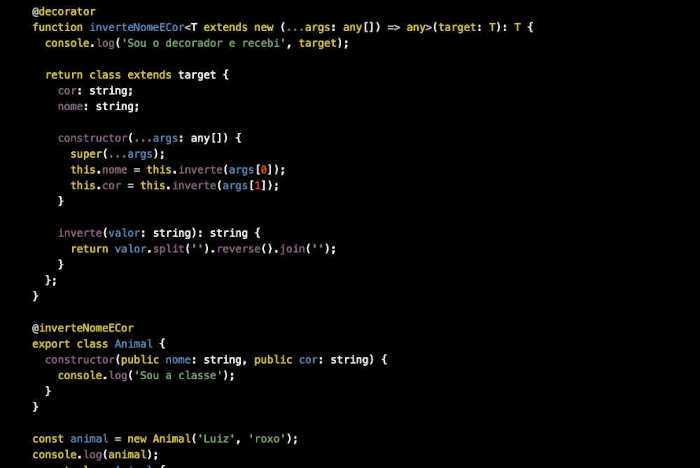 @decorator
function inverteNomeECor<T extends new (...args: any[]) => any>(target: T): T {
  console.log('Sou o decorador e recebi', target);

  return class extends target {
    cor: string;
    nome: string;

    constructor(...args: any[]) {
      super(...args);
      this.nome = this.inverte(args[0]);
      this.cor = this.inverte(args[1]);
    }

    inverte(valor: string): string {
      return valor.split('').reverse().join('');
    }
  };
}

@inverteNomeECor
export class Animal {
  constructor(public nome: string, public cor: string) {
    console.log('Sou a classe');
  }
}

const animal = new Animal('Luiz', 'roxo');
console.log(animal);